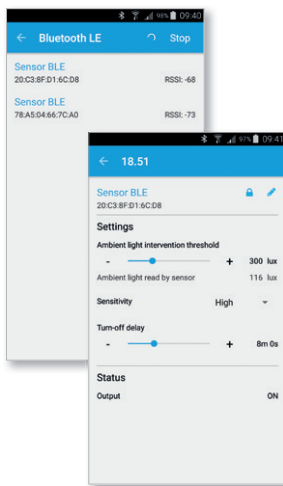 98% 09:40
← Bluetooth LE Stop
Sensor BLE
20:C3:8F:D1:6C:D8 RSSI: -68
Sensor BLE
78:A5:04:66:7C:A0 RSSI: -73
97% 09:41
← 18.51
Sensor BLE
20:C3:8F:D1:6C:D8
Settings
Ambient light intervention threshold
- + 300 lux
Ambient light read by sensor 116 lux
Sensitivity High
Turn-off delay
- + 8m 0s
Status
Output ON